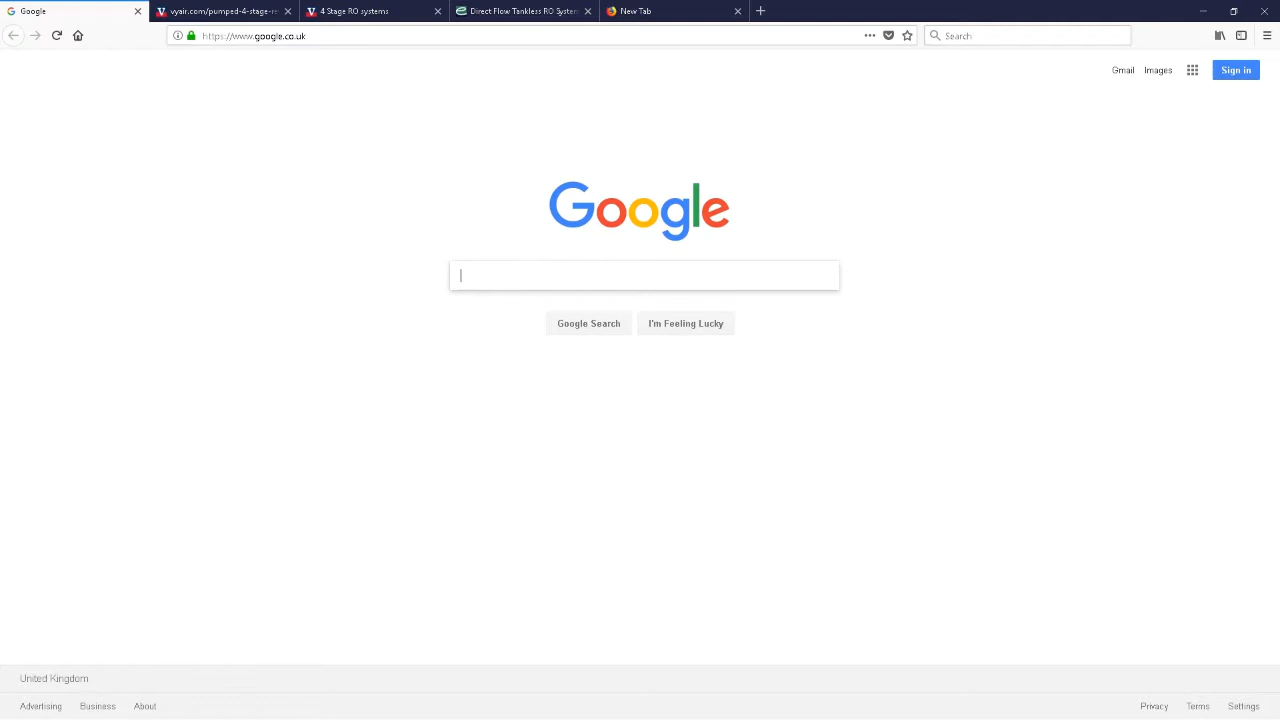 Google
vyair.com/pumped-4-stage-re
4 Stage RO systems
Direct Flow Tankless RO System
New Tab
https://www.google.co.uk
Search
Gmail Images Sign in
Google
Google Search I'm Feeling Lucky
United Kingdom
Advertising Business About
Privacy Terms Settings